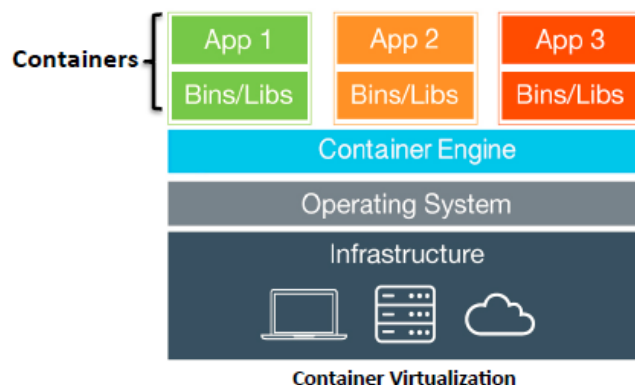 App 1 App 2 App 3
Containers
Bins/Libs Bins/Libs Bins/Libs
Container Engine
Operating System
Infrastructure
Container Virtualization